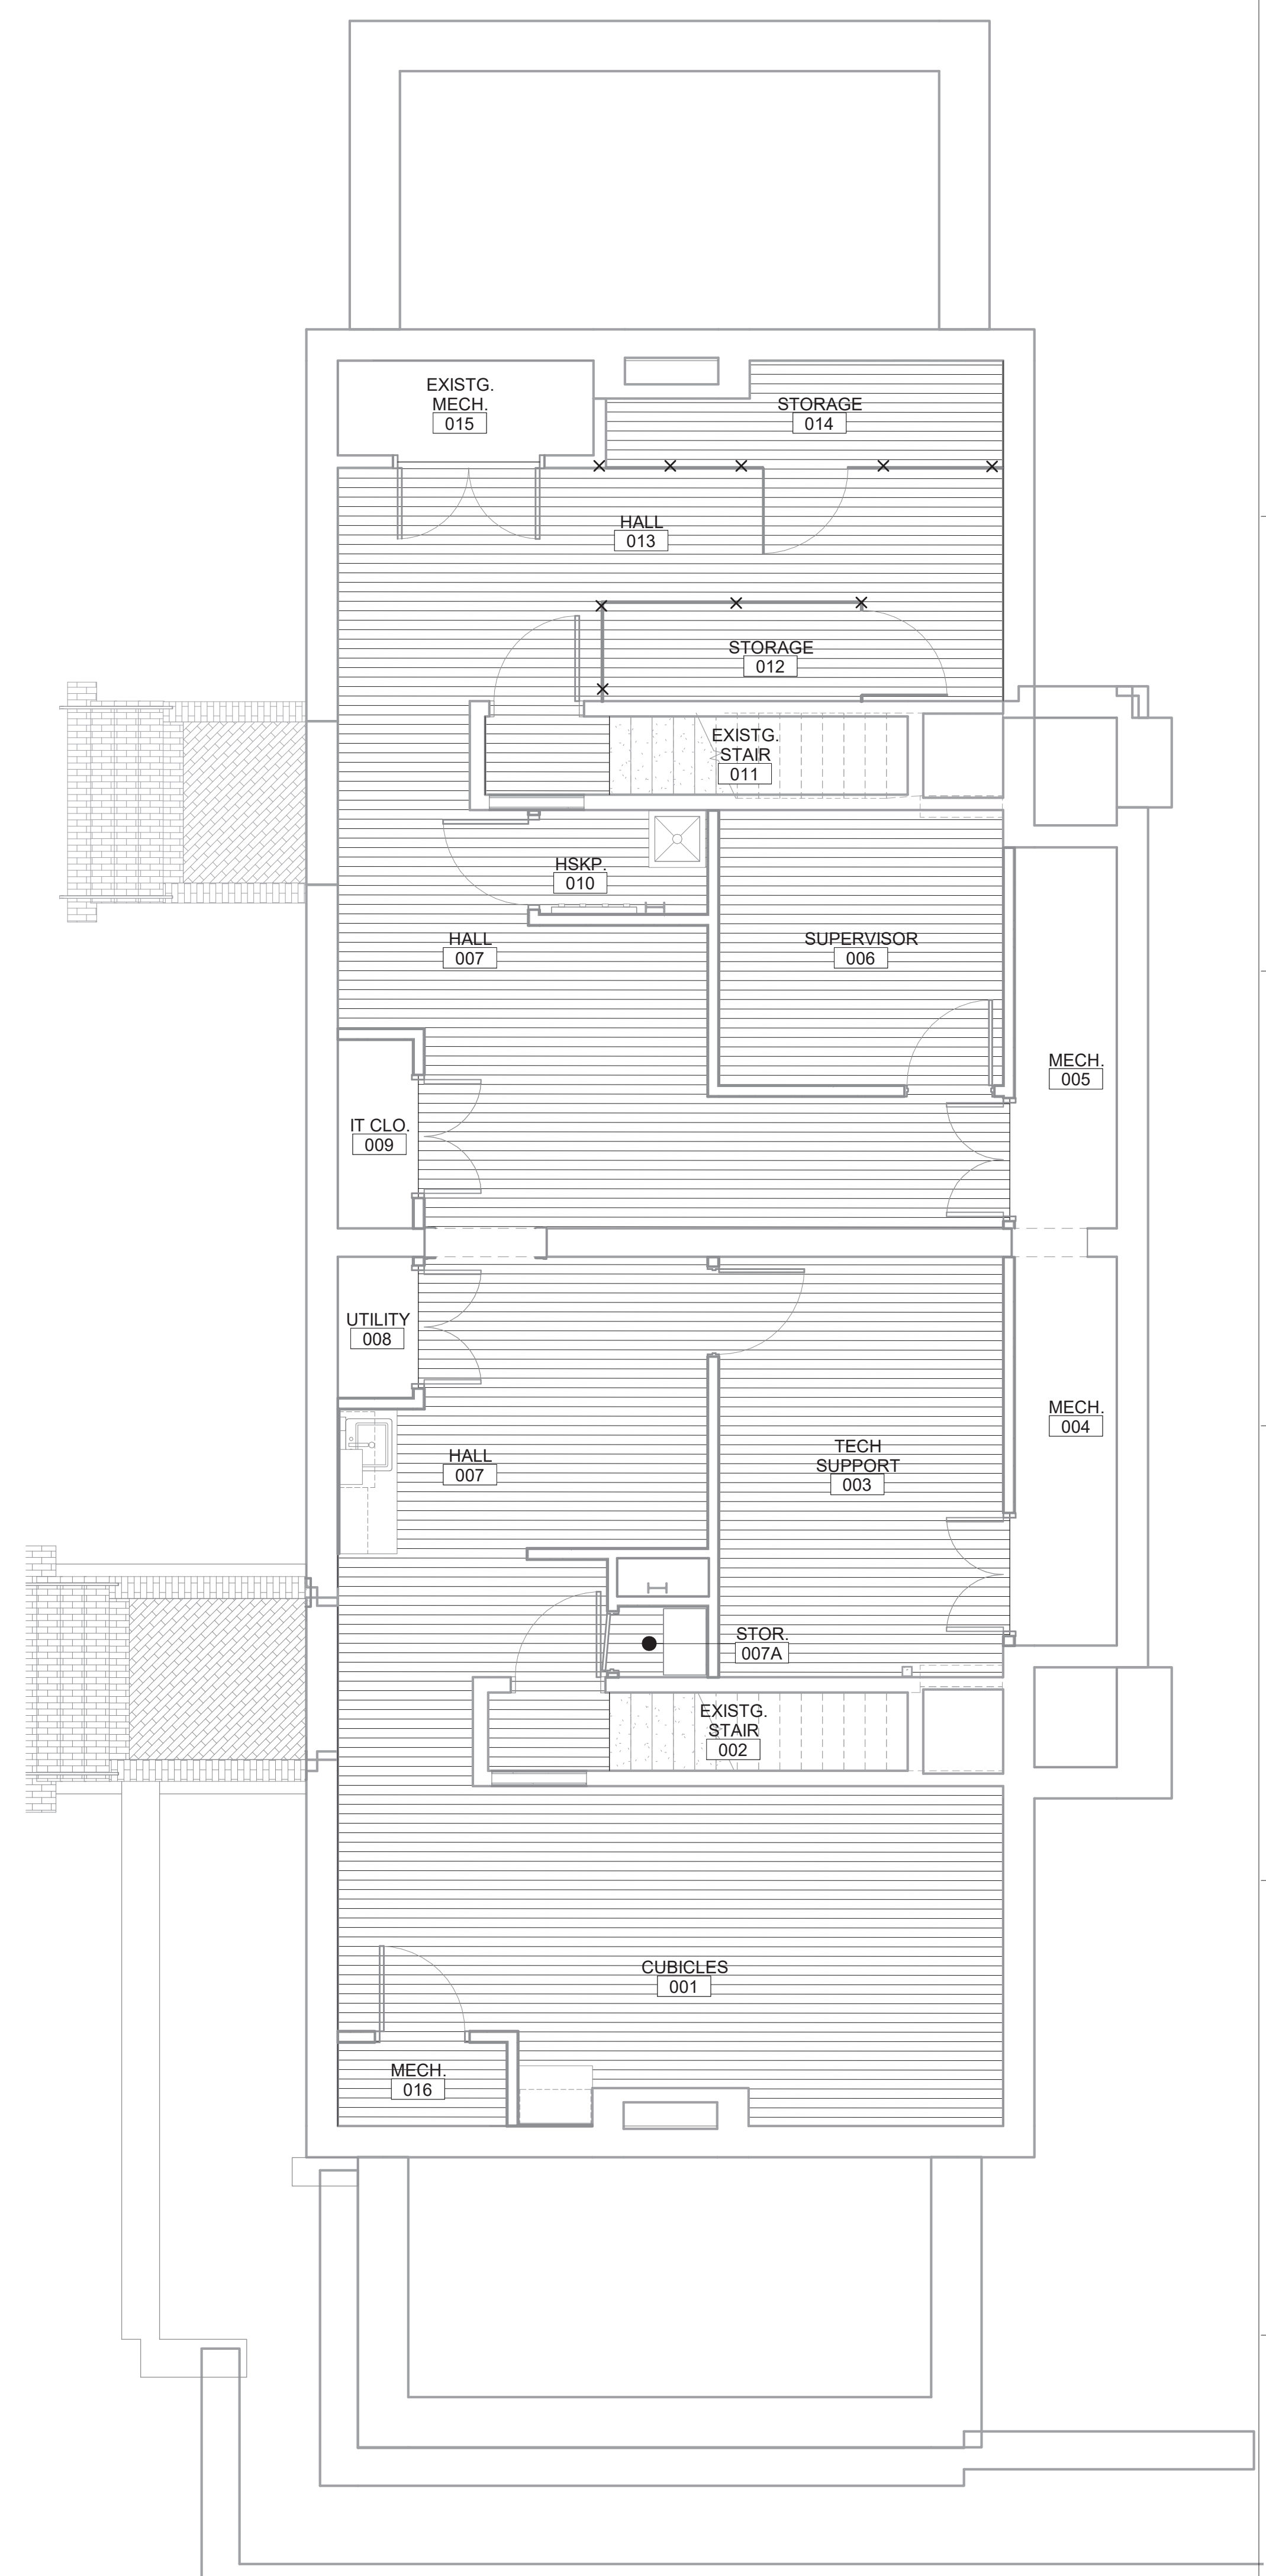 EXISTG.
MECH.
015
STORAGE
014
HALL
013
STORAGE
012
EXISTG.
STAIR
011
HSKP.
010
HALL
007
SUPERVISOR
006
MECH.
005
IT CLO.
009
UTILITY
008
MECH.
004
HALL
007
TECH
SUPPORT
003
STOR.
007A
EXISTG.
STAIR
002
CUBICLES
001
MECH.
016